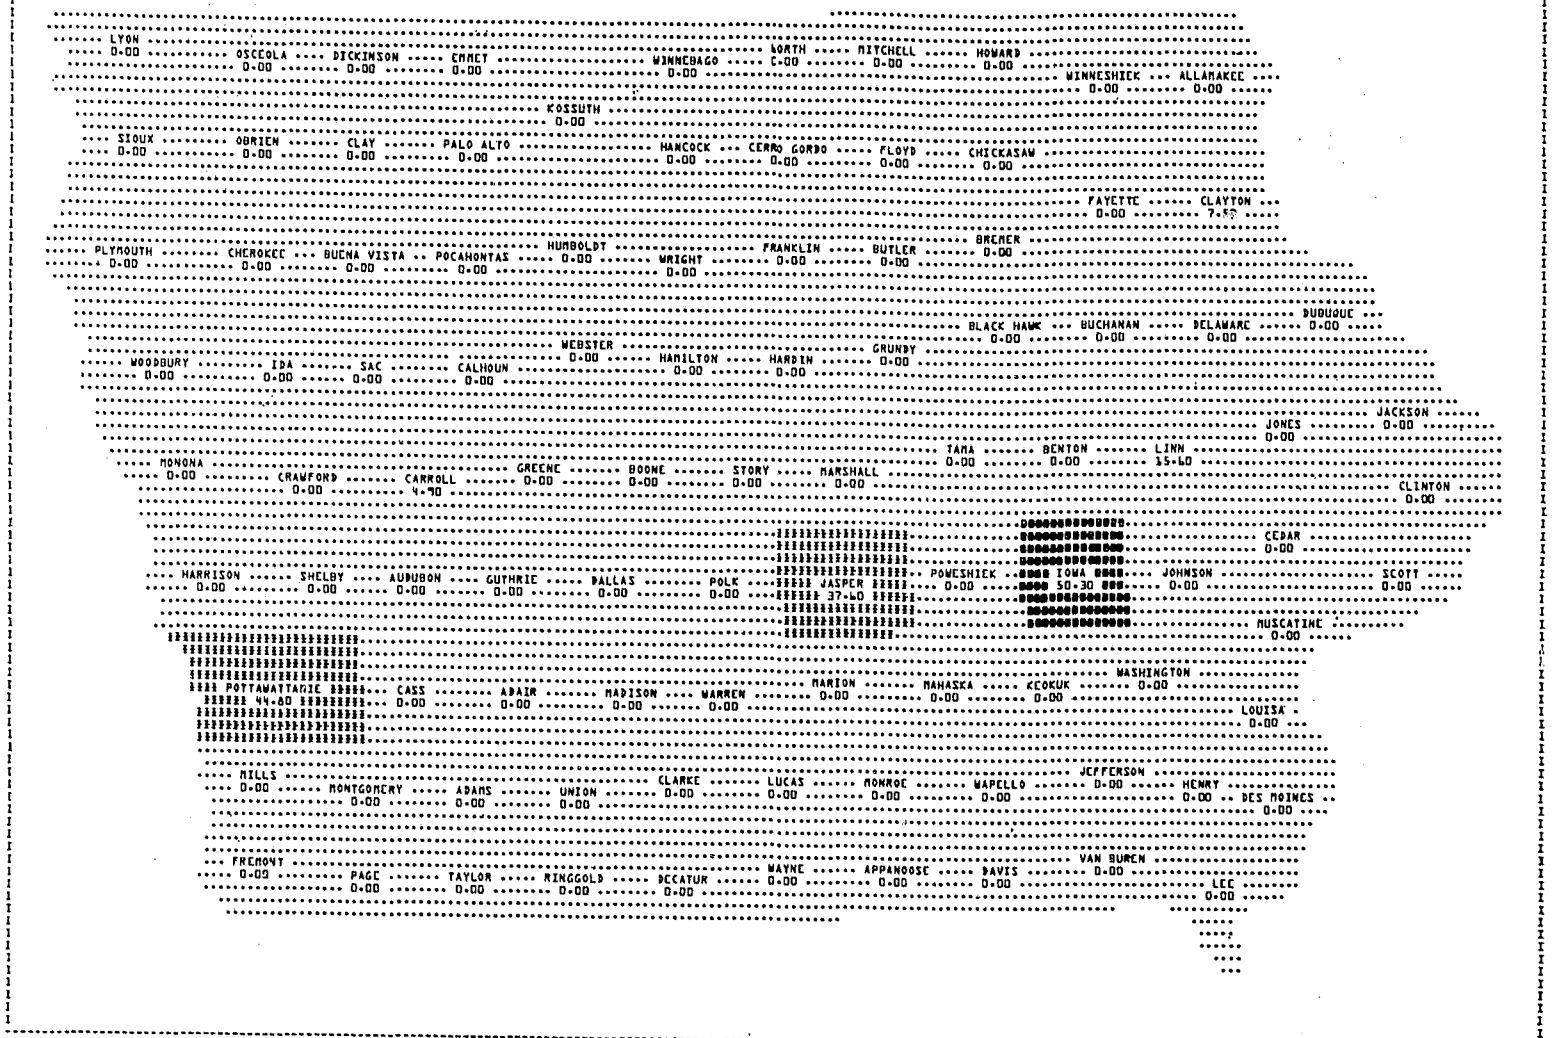 LYON OSCEOLA DICKINSON EMMET WINNEBAGO WORTH MITCHELL HOWARD
0.00 0.00 0.00 0.00 0.00 0.00 0.00 0.00
WINNESHIEK ALLAMAKEE
0.00 0.00
KOSSUTH
0.00
SIOUX OBRIEN CLAY PALO ALTO HANCOCK CERRO GORDO FLOYD CHICKASAW
0.00 0.00 0.00 0.00 0.00 0.00 0.00 0.00
FAYETTE CLAYTON
0.00
PLYMOUTH CHEROKEE BUENA VISTA POCAHONTAS HUMBOLDT WRIGHT FRANKLIN BUTLER BREMER
0.00 0.00 0.00 0.00 0.00 0.00 0.00 0.00 0.00
BLACK HAWK BUCHANAN DELAWARE DUBUQUE
0.00 0.00 0.00 0.00
WOODBURY IDA SAC CALHOUN WEBSTER HAMILTON HARDIN GRUNDY
0.00 0.00 0.00 0.00 0.00 0.00 0.00 0.00
JONES JACKSON
0.00 0.00
TAMA BENTON LINN
0.00 0.00 15.60
MONONA CRAWFORD CARROLL GREENE BOONE STORY MARSHALL
0.00 0.00 4.90 0.00 0.00 0.00 0.00
CLINTON
0.00
CEDAR
0.00
HARRISON SHELBY AUDUBON GUTHRIE DALLAS POLK JASPER POWESHIEK IOWA JOHNSON SCOTT
0.00 0.00 0.00 0.00 0.00 0.00 37.60 0.00 50.30 0.00 0.00
MUSCATINE
0.00
POTTAWATTAMIE CASS ADAIR MADISON WARREN MARION MAHASKA KEOKUK WASHINGTON
44.60 0.00 0.00 0.00 0.00 0.00 0.00 0.00 0.00
LOUISA
0.00
MILLS MONTGOMERY ADAMS UNION CLARKE LUCAS MONROE WAPELLO JEFFERSON HENRY DES MOINES
0.00 0.00 0.00 0.00 0.00 0.00 0.00 0.00 0.00 0.00 0.00
FREMONT PAGE TAYLOR RINGGOLD DECATUR WAYNE APPANOOSE DAVIS VAN BUREN
0.00 0.00 0.00 0.00 0.00 0.00 0.00 0.00 0.00
LEE
0.00